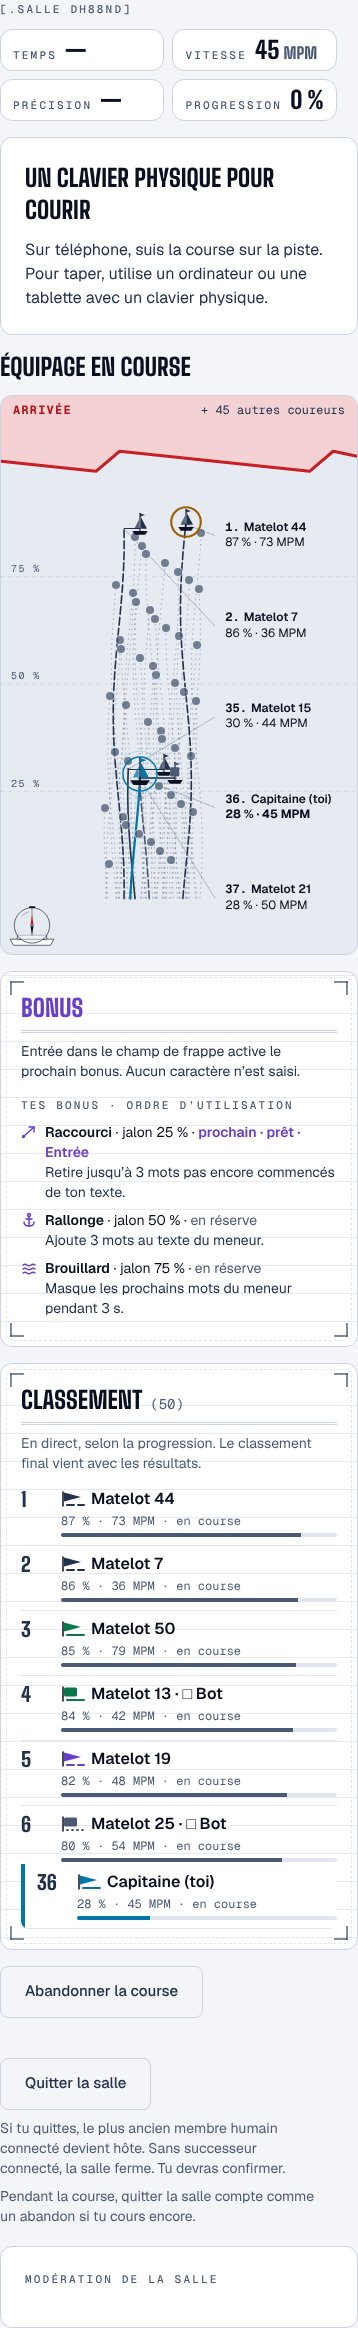 [.SALLE DH88ND]
TEMPS —
VITESSE 45 MPM
PRÉCISION —
PROGRESSION 0 %
UN CLAVIER PHYSIQUE POUR
COURIR
Sur téléphone, suis la course sur la piste.
Pour taper, utilise un ordinateur ou une
tablette avec un clavier physique.
ÉQUIPAGE EN COURSE
ARRIVÉE
+ 45 autres coureurs
1. Matelot 44
87 % · 73 MPM
75 %
2. Matelot 7
86 % · 36 MPM
50 %
35. Matelot 15
30 % · 44 MPM
25 %
36. Capitaine (toi)
28 % · 45 MPM
37. Matelot 21
28 % · 50 MPM
BONUS
Entrée dans le champ de frappe active le
prochain bonus. Aucun caractère n'est saisi.
TES BONUS · ORDRE D'UTILISATION
Raccourci · jalon 25 % · prochain · prêt ·
Entrée
Retire jusqu'à 3 mots pas encore commencés
de ton texte.
Rallonge · jalon 50 % · en réserve
Ajoute 3 mots au texte du meneur.
Brouillard · jalon 75 % · en réserve
Masque les prochains mots du meneur
pendant 3 s.
CLASSEMENT (50)
En direct, selon la progression. Le classement
final vient avec les résultats.
1 Matelot 44
87 % · 73 MPM · en course
2 Matelot 7
86 % · 36 MPM · en course
3 Matelot 50
85 % · 79 MPM · en course
4 Matelot 13 · □ Bot
84 % · 42 MPM · en course
5 Matelot 19
82 % · 48 MPM · en course
6 Matelot 25 · □ Bot
80 % · 54 MPM · en course
36 Capitaine (toi)
28 % · 45 MPM · en course
Abandonner la course
Quitter la salle
Si tu quittes, le plus ancien membre humain
connecté devient hôte. Sans successeur
connecté, la salle ferme. Tu devras confirmer.
Pendant la course, quitter la salle compte comme
un abandon si tu cours encore.
MODÉRATION DE LA SALLE